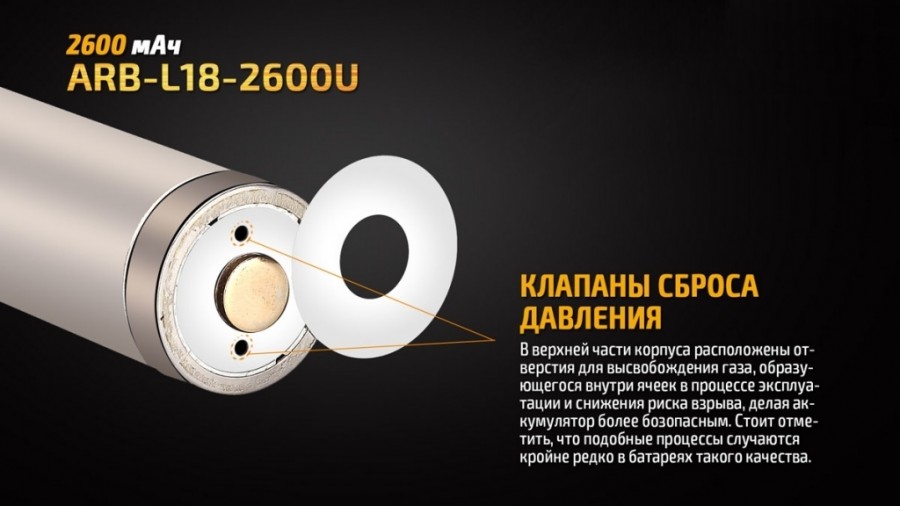 2600 мАч
ARB-L18-2600U
КЛАПАНЫ СБРОСА
ДАВЛЕНИЯ
В верхней части корпуса расположены от-
верстия для высвобождения газа, образу-
ющегося внутри ячеек в процессе эксплуа-
тации и снижения риска взрыва, делая ак-
кумулятор более бозопасным. Стоит отме-
тить, что подобные процессы случаются
кройне редко в батареях такого качества.